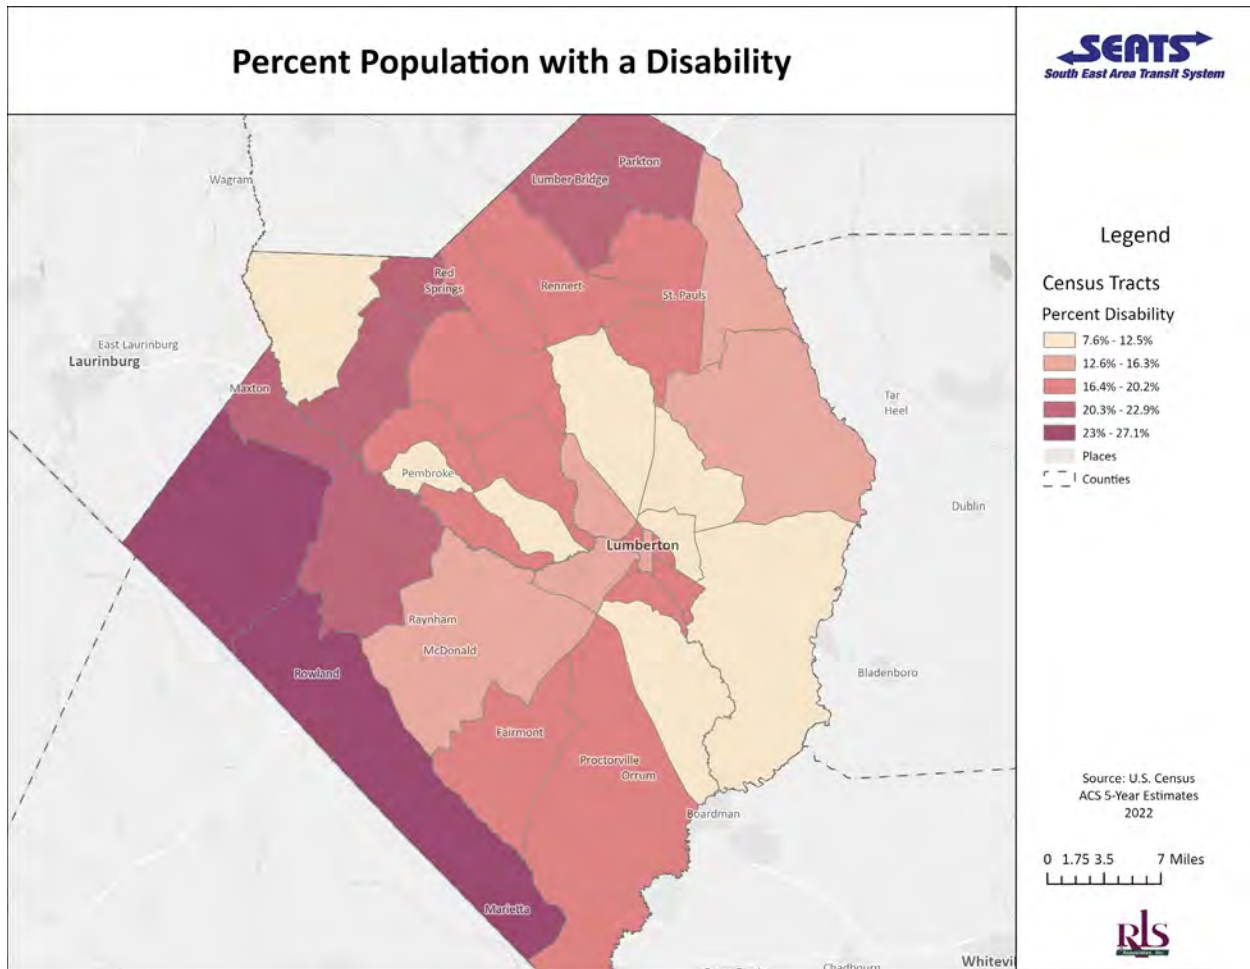 Percent Population with a Disability
SEATS
South East Area Transit System
Wagram
Parkton
Lumber Bridge
Red
Springs
Rennert
St. Pauls
East Laurinburg
Laurinburg
Maxton
Tar
Heel
Pembroke
Dublin
Lumberton
Raynham
McDonald
Rowland
Bladenboro
Fairmont
Proctorville
Orrum
Boardman
Marietta
Whitevi
Chadbourn
Legend
Census Tracts
Percent Disability
7.6% - 12.5%
12.6% - 16.3%
16.4% - 20.2%
20.3% - 22.9%
23% - 27.1%
Places
Counties
Source: U.S. Census
ACS 5-Year Estimates
2022
0 1.75 3.5 7 Miles
RLS